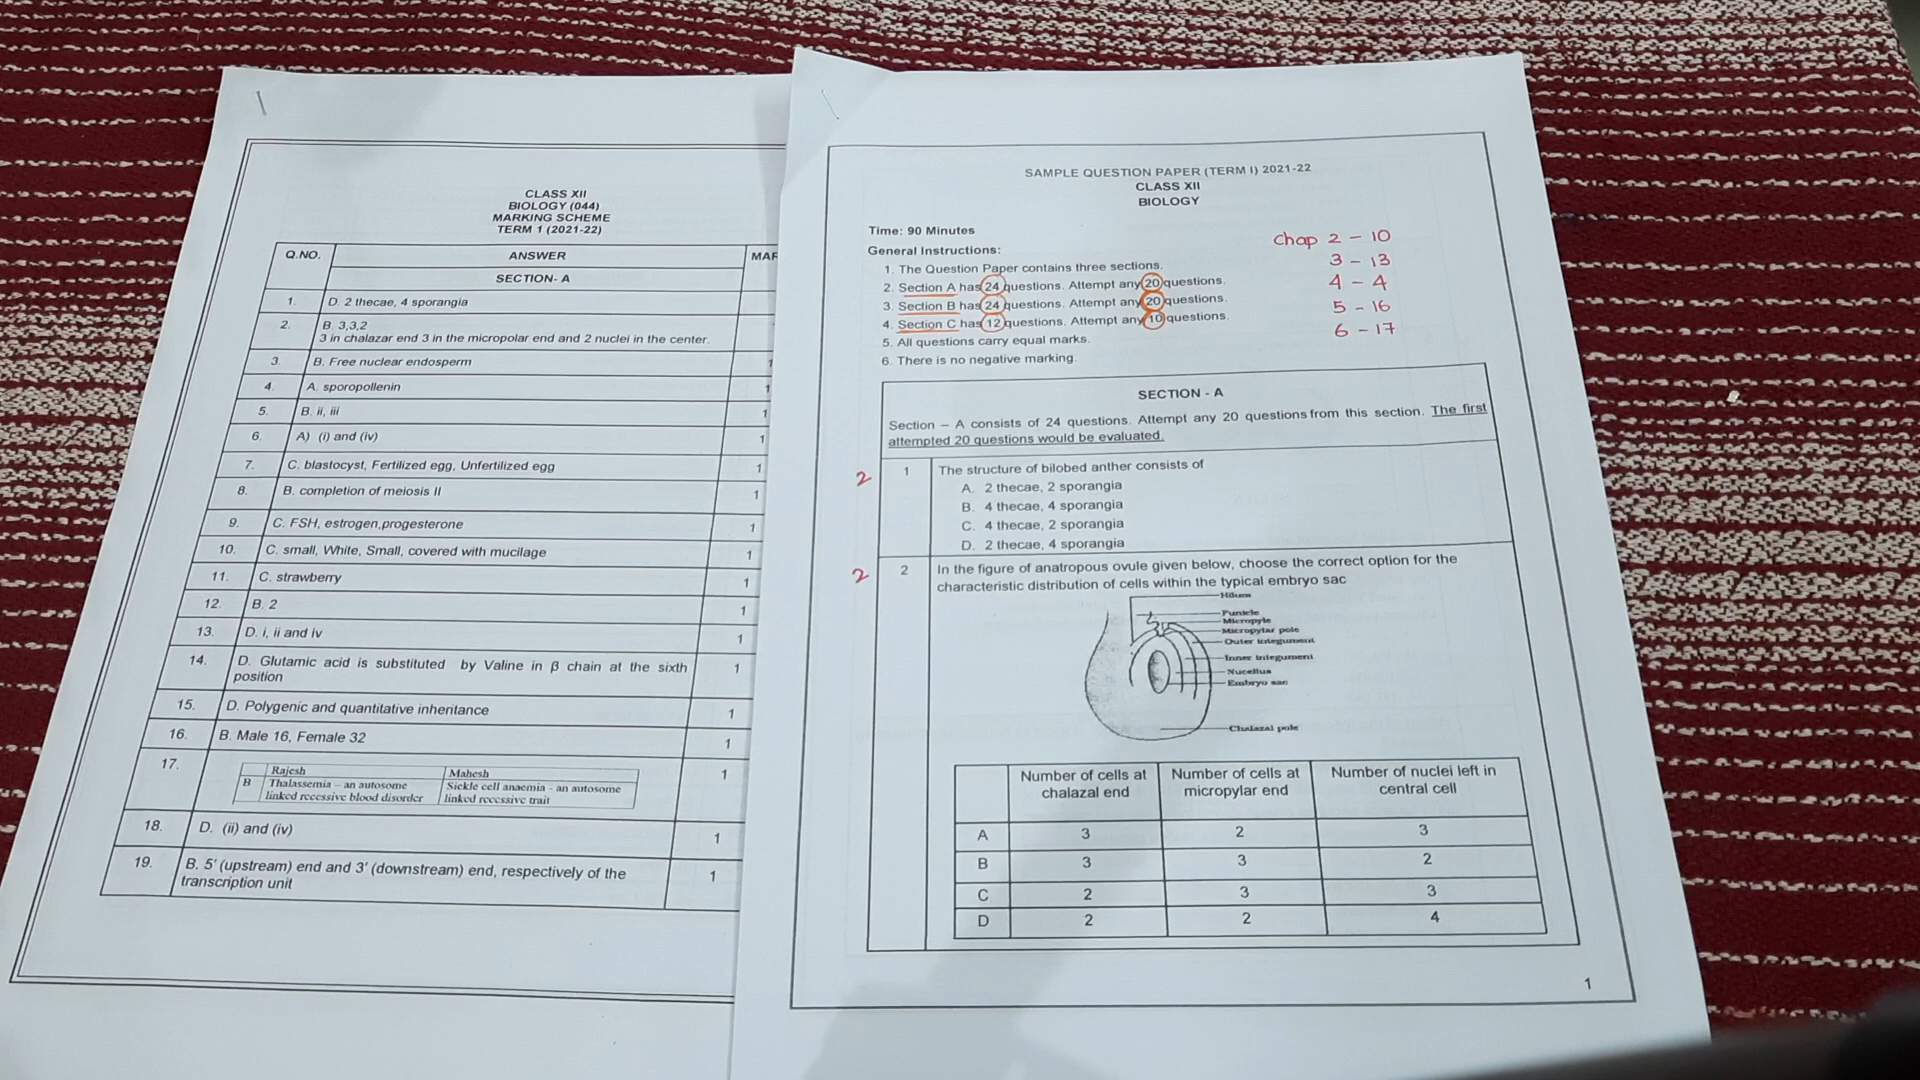 CLASS XII
BIOLOGY (044)
MARKING SCHEME
TERM 1 (2021-22)
Q.NO. ANSWER
SECTION- A
1. D. 2 thecae, 4 sporangia
2. B. 3,3,2
3 in chalazar end 3 in the micropolar end and 2 nuclei in the center.
3. B. Free nuclear endosperm
4. A. sporopollenin 1
5. B. ii, iii 1
6. A) (i) and (iv) 1
7. C. blastocyst, Fertilized egg, Unfertilized egg 1
8. B. completion of meiosis II 1
9. C. FSH, estrogen,progesterone 1
10. C. small, White, Small, covered with mucilage 1
11. C. strawberry 1
12. B. 2 1
13. D. i, ii and iv 1
14. D. Glutamic acid is substituted by Valine in β chain at the sixth 1
position
15. D. Polygenic and quantitative inhentance 1
16. B. Male 16, Female 32 1
17. 1
Rajesh Mahesh
B Thalassemia – an autosome Sickle cell anaemia - an autosome
linked recessive blood disorder linked recessive trait
18. D. (ii) and (iv) 1
19. B. 5' (upstream) end and 3' (downstream) end, respectively of the 1
transcription unit
SAMPLE QUESTION PAPER (TERM I) 2021-22
CLASS XII
BIOLOGY
Time: 90 Minutes
General Instructions:
1. The Question Paper contains three sections.
2. Section A has 24 questions. Attempt any 20 questions.
3. Section B has 24 questions. Attempt any 20 questions.
4. Section C has 12 questions. Attempt any 10 questions.
5. All questions carry equal marks.
6. There is no negative marking.
Chap 2 - 10
3 - 13
4 - 4
5 - 16
6 - 17
SECTION - A
Section – A consists of 24 questions. Attempt any 20 questions from this section. The first
attempted 20 questions would be evaluated.
2 1 The structure of bilobed anther consists of
A. 2 thecae, 2 sporangia
B. 4 thecae, 4 sporangia
C. 4 thecae, 2 sporangia
D. 2 thecae, 4 sporangia
2 2 In the figure of anatropous ovule given below, choose the correct option for the
characteristic distribution of cells within the typical embryo sac
Hilum
Funicle
Micropyle
Micropylar pole
Outer integument
Inner integument
Nucellus
Embryo sac
Chalazal pole
Number of cells at Number of cells at Number of nuclei left in
chalazal end micropylar end central cell
A 3 2 3
B 3 3 2
C 2 3 3
D 2 2 4
1